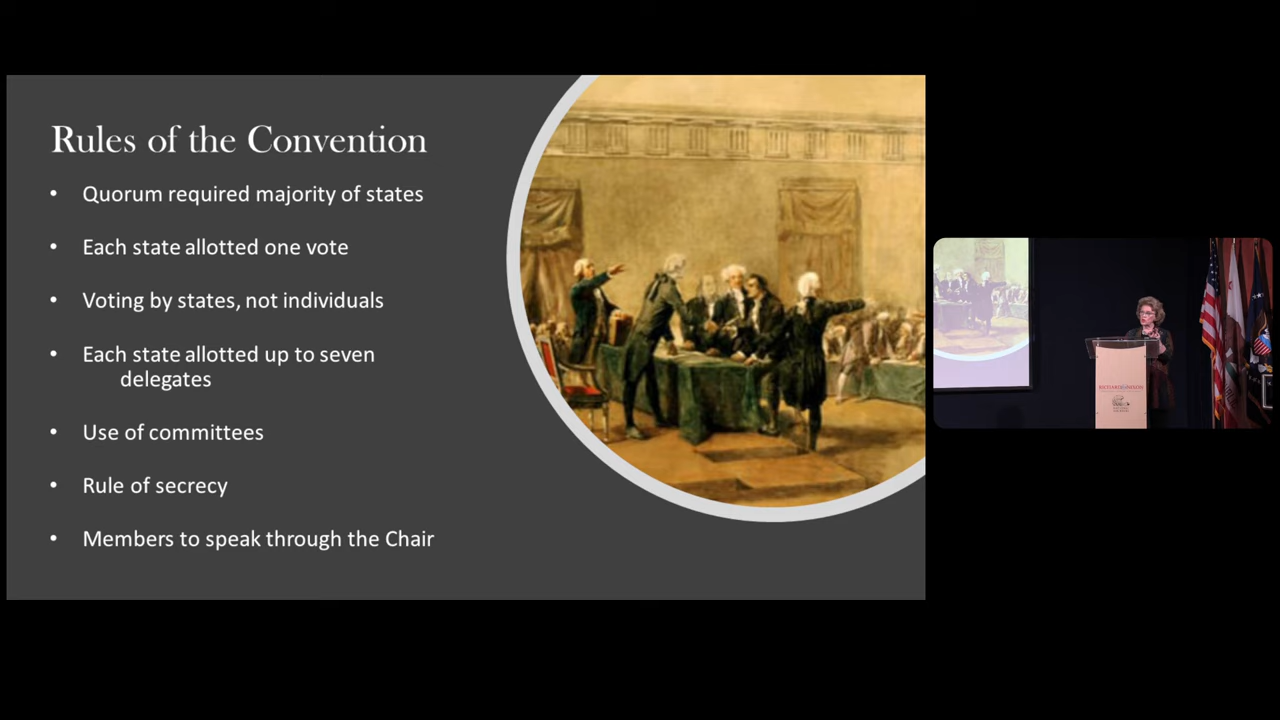 Rules of the Convention
• Quorum required majority of states
• Each state allotted one vote
• Voting by states, not individuals
• Each state allotted up to seven
delegates
• Use of committees
• Rule of secrecy
• Members to speak through the Chair